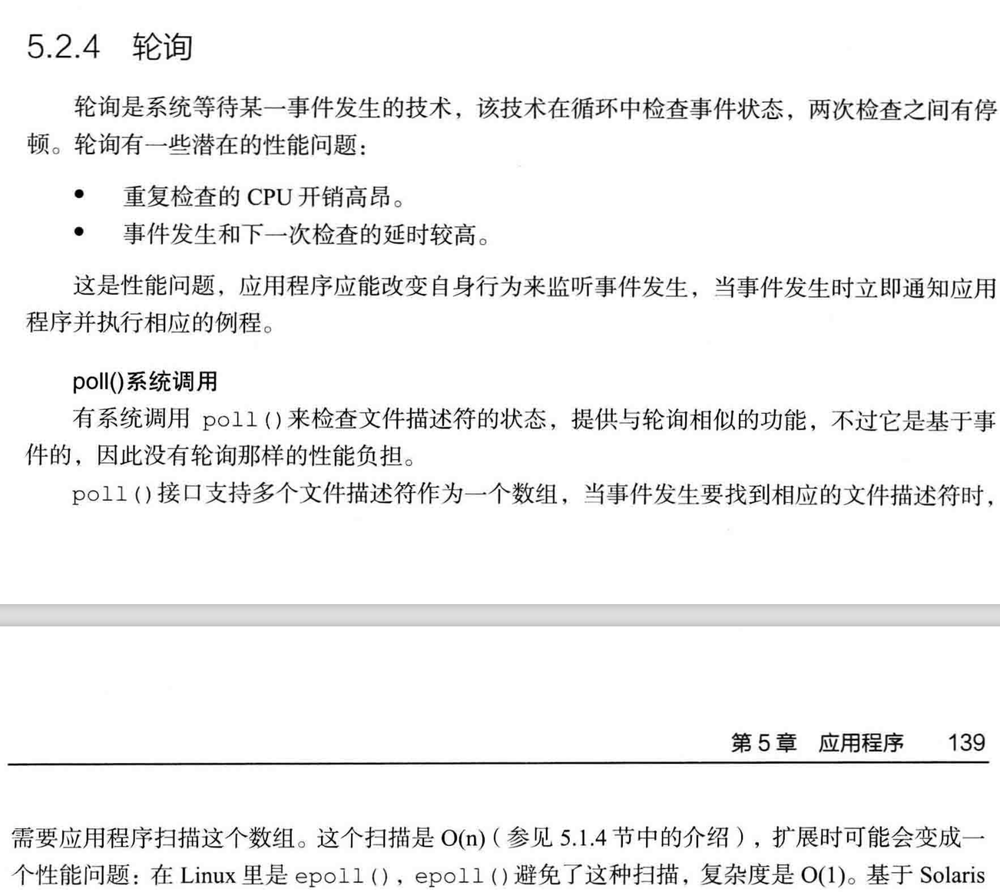 5.2.4 轮询
轮询是系统等待某一事件发生的技术，该技术在循环中检查事件状态，两次检查之间有停
顿。轮询有一些潜在的性能问题：
• 重复检查的 CPU 开销高昂。
• 事件发生和下一次检查的延时较高。
这是性能问题，应用程序应能改变自身行为来监听事件发生，当事件发生时立即通知应用
程序并执行相应的例程。
poll()系统调用
有系统调用 poll()来检查文件描述符的状态，提供与轮询相似的功能，不过它是基于事
件的，因此没有轮询那样的性能负担。
poll()接口支持多个文件描述符作为一个数组，当事件发生要找到相应的文件描述符时，
第 5 章 应用程序 139
需要应用程序扫描这个数组。这个扫描是 O(n)（参见 5.1.4 节中的介绍），扩展时可能会变成一
个性能问题：在 Linux 里是 epoll()，epoll()避免了这种扫描，复杂度是 O(1)。基于 Solaris